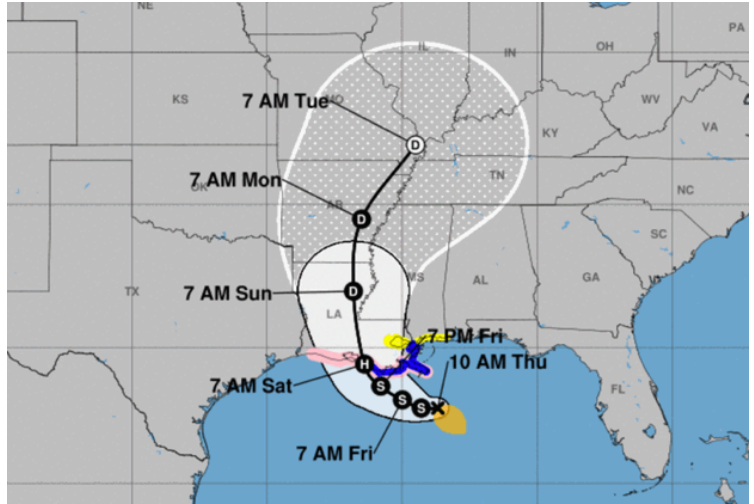 NE
IL
IN
OH
PA
7 AM Tue
MO
KS
WV
VA
D
KY
7 AM Mon
OK
TN
NC
AR
D
SC
7 AM Sun
D
MS
AL
GA
TX
LA
7 PM Fri
10 AM Thu
7 AM Sat
H
S
S
S
FL
7 AM Fri